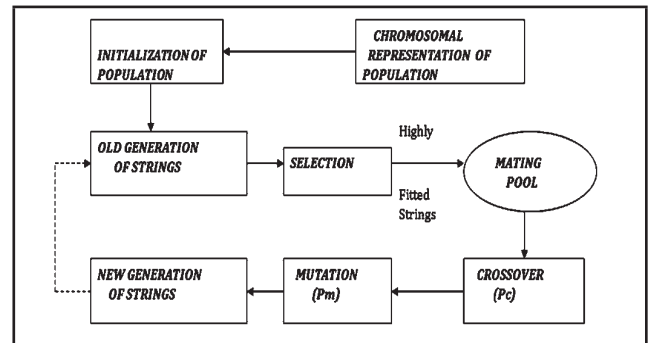 INITIALIZATION OF
POPULATION
CHROMOSOMAL
REPRESENTATION OF
POPULATION
OLD GENERATION
OF STRINGS
SELECTION
Highly
Fitted
Strings
MATING
POOL
NEW GENERATION
OF STRINGS
MUTATION
(Pm)
CROSSOVER
(Pc)